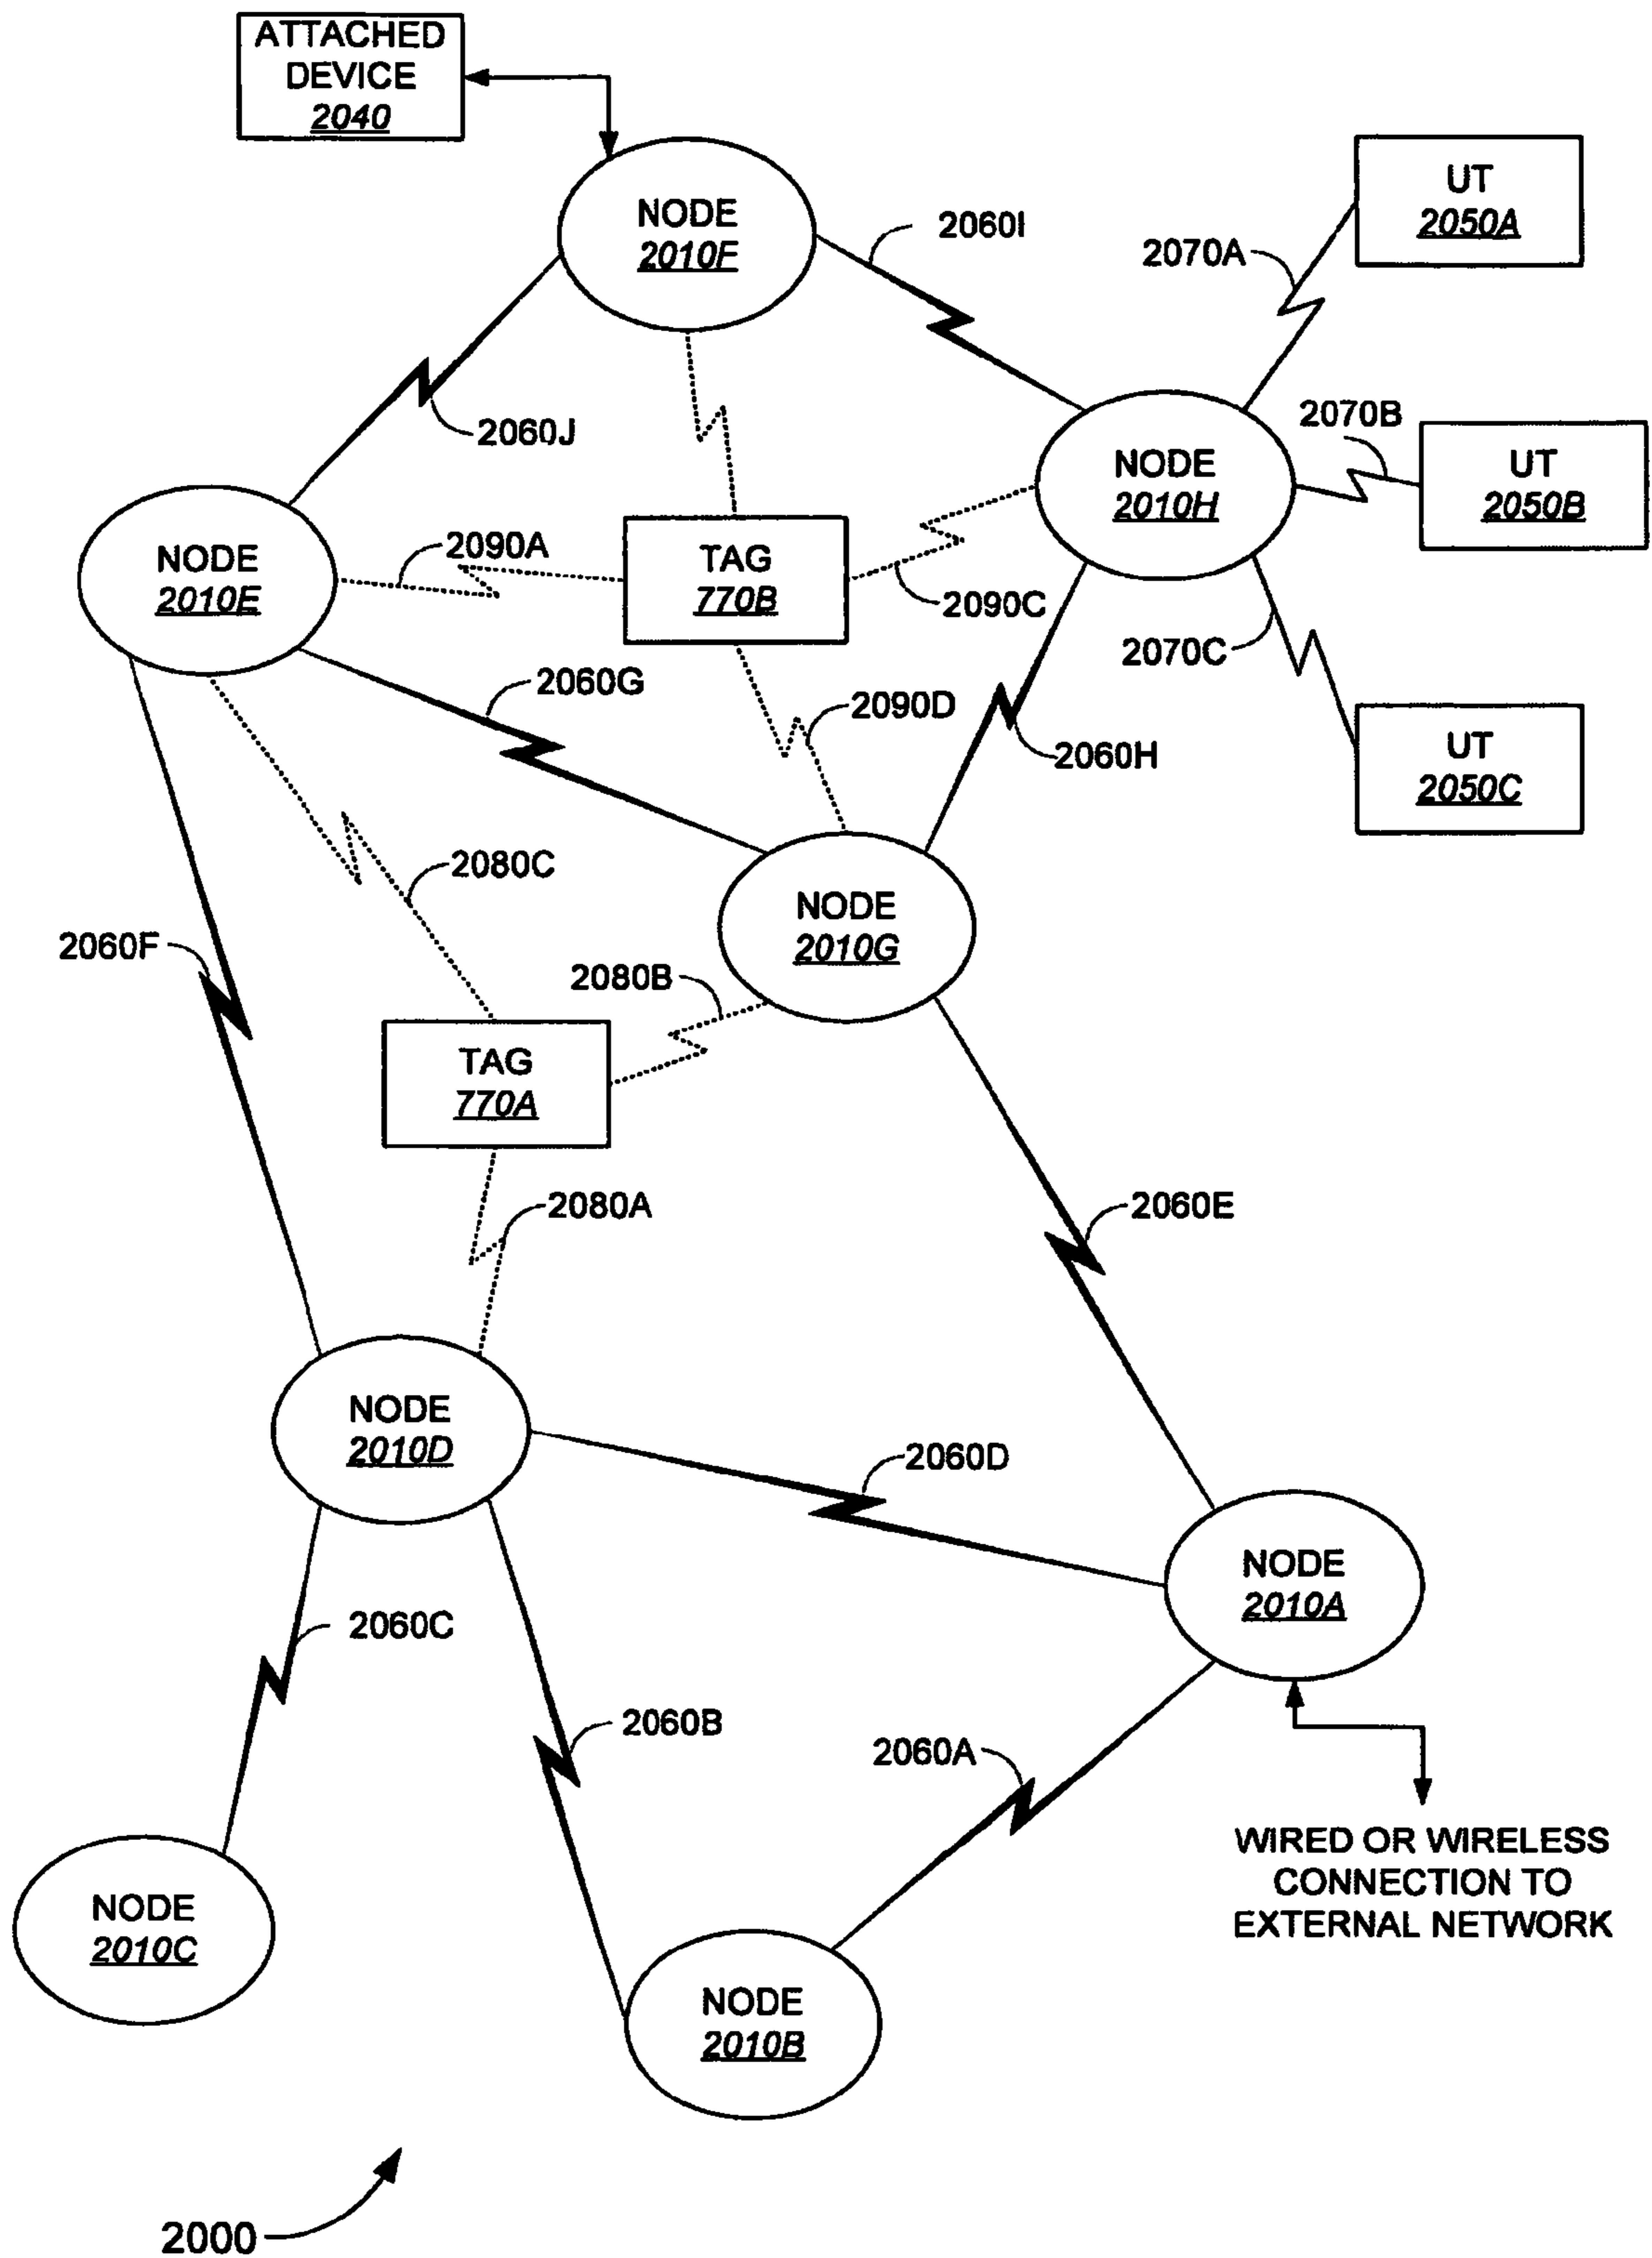 ATTACHED
DEVICE
2040
NODE
2010F
2060I
UT
2050A
2070A
2060J
NODE
2010H
2070B
UT
2050B
NODE
2010E
2090A
TAG
770B
2090C
2070C
2060G
2090D
2060H
UT
2050C
2080C
NODE
2010G
2060F
2080B
TAG
770A
2080A
2060E
NODE
2010D
2060D
NODE
2010A
2060C
2060B
2060A
WIRED OR WIRELESS
CONNECTION TO
EXTERNAL NETWORK
NODE
2010C
NODE
2010B
2000